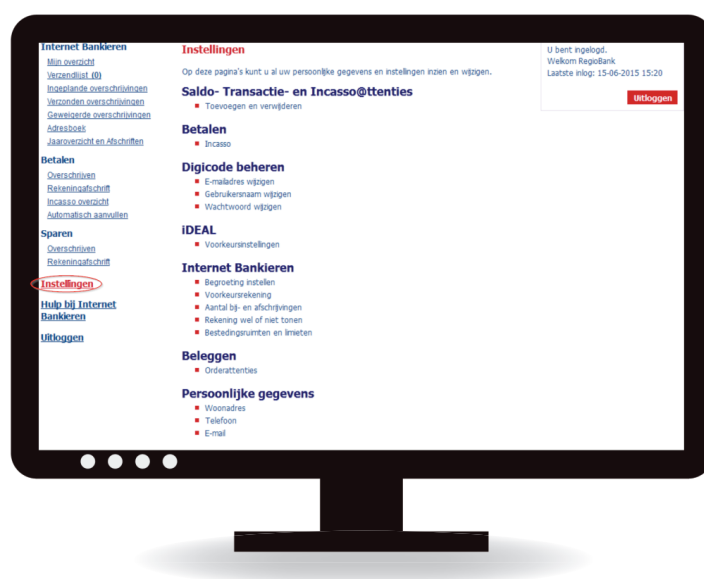 Internet Bankieren
Mijn overzicht
Verzendlijst (0)
Ingeplande overschrijvingen
Verzonden overschrijvingen
Geweigerde overschrijvingen
Adresboek
Jaaroverzicht en Afschriften
Betalen
Overschrijven
Rekeningafschrift
Incasso overzicht
Automatisch aanvullen
Sparen
Overschrijven
Rekeningafschrift
Instellingen
Hulp bij Internet
Bankieren
Uitloggen
Instellingen
Op deze pagina's kunt u al uw persoonlijke gegevens en instellingen inzien en wijzigen.
Saldo- Transactie- en Incasso@ttenties
Toevoegen en verwijderen
Betalen
Incasso
Digicode beheren
E-mailadres wijzigen
Gebruikersnaam wijzigen
Wachtwoord wijzigen
iDEAL
Voorkeursinstellingen
Internet Bankieren
Begroeting instellen
Voorkeursrekening
Aantal bij- en afschrijvingen
Rekening wel of niet tonen
Bestedingsruimten en limieten
Beleggen
Orderattenties
Persoonlijke gegevens
Woonadres
Telefoon
E-mail
U bent ingelogd.
Welkom RegioBank
Laatste inlog: 15-06-2015 15:20
Uitloggen